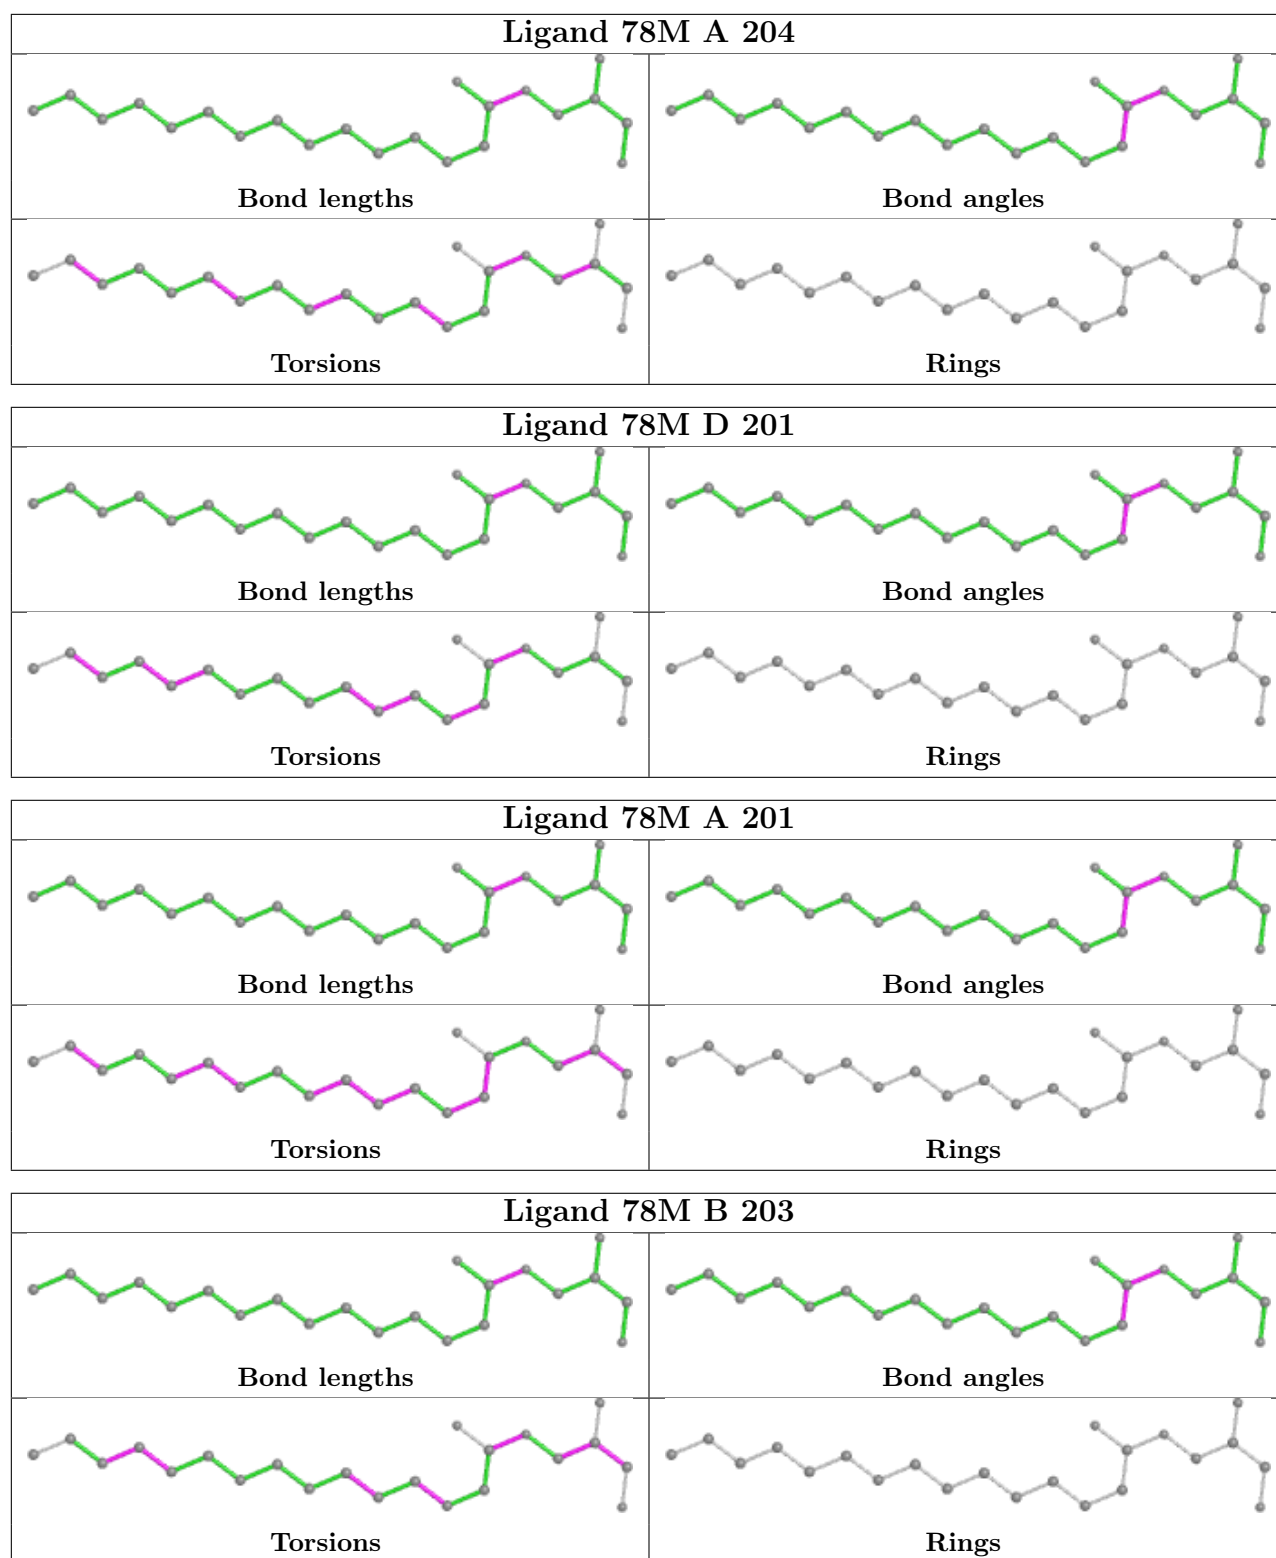 Ligand 78M A 204
Bond lengths
Bond angles
Torsions
Rings
Ligand 78M D 201
Bond lengths
Bond angles
Torsions
Rings
Ligand 78M A 201
Bond lengths
Bond angles
Torsions
Rings
Ligand 78M B 203
Bond lengths
Bond angles
Torsions
Rings